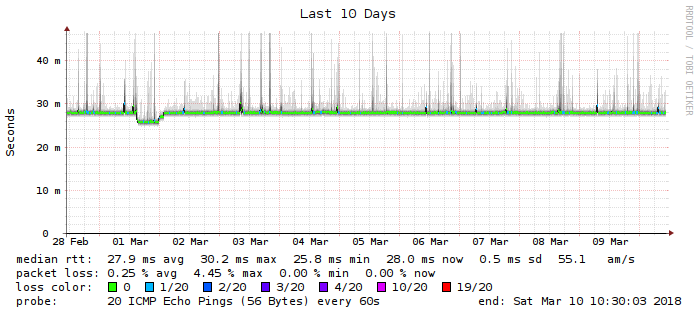 Last 10 Days
RRDTOOL / TOBI OETIKER
Seconds
40 m
30 m
20 m
10 m
0
28 Feb 01 Mar 02 Mar 03 Mar 04 Mar 05 Mar 06 Mar 07 Mar 08 Mar 09 Mar
median rtt: 27.9 ms avg 30.2 ms max 25.8 ms min 28.0 ms now 0.5 ms sd 55.1 am/s
packet loss: 0.25 % avg 4.45 % max 0.00 % min 0.00 % now
loss color: 0 1/20 2/20 3/20 4/20 10/20 19/20
probe: 20 ICMP Echo Pings (56 Bytes) every 60s end: Sat Mar 10 10:30:03 2018